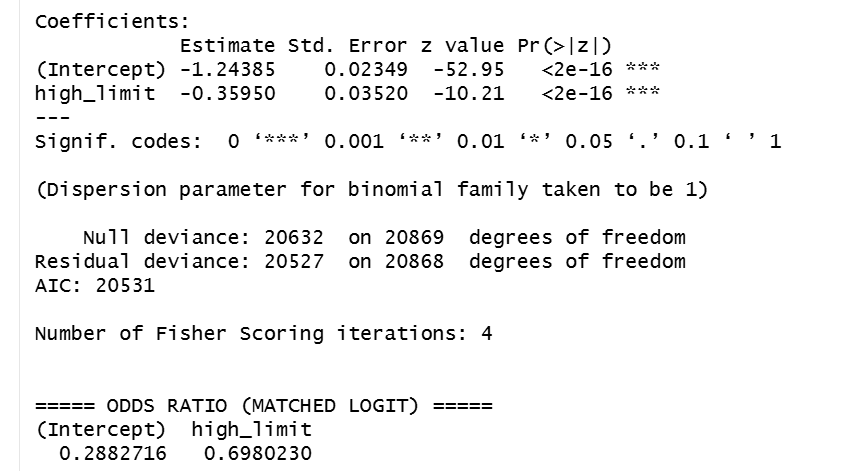 Coefficients:
            Estimate Std. Error z value Pr(>|z|)
(Intercept) -1.24385    0.02349  -52.95   <2e-16 ***
high_limit  -0.35950    0.03520  -10.21   <2e-16 ***
---
Signif. codes:  0 ‘***’ 0.001 ‘**’ 0.01 ‘*’ 0.05 ‘.’ 0.1 ‘ ’ 1
(Dispersion parameter for binomial family taken to be 1)
    Null deviance: 20632  on 20869  degrees of freedom
Residual deviance: 20527  on 20868  degrees of freedom
AIC: 20531
Number of Fisher Scoring iterations: 4
===== ODDS RATIO (MATCHED LOGIT) =====
(Intercept)  high_limit
  0.2882716   0.6980230